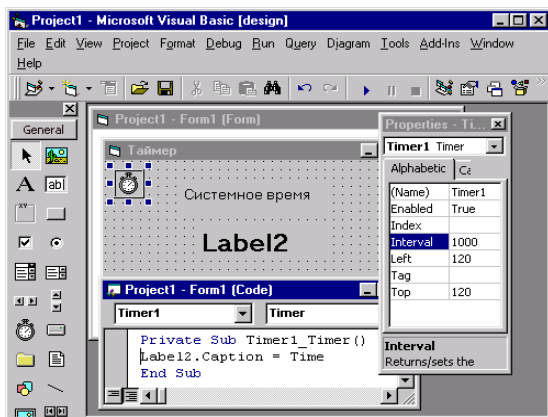 Project1 - Microsoft Visual Basic [design]
File Edit View Project Format Debug Run Query Diagram Tools Add-Ins Window
Help
General
A ab|
XY
Project1 - Form1 (Form)
Таймер
Системное время
Label2
Project1 - Form1 (Code)
Timer1 Timer
Private Sub Timer1_Timer()
Label2.Caption = Time
End Sub
Properties - Ti...
Timer1 Timer
Alphabetic Ca
(Name) Timer1
Enabled True
Index
Interval 1000
Left 120
Tag
Top 120
Interval
Returns/sets the